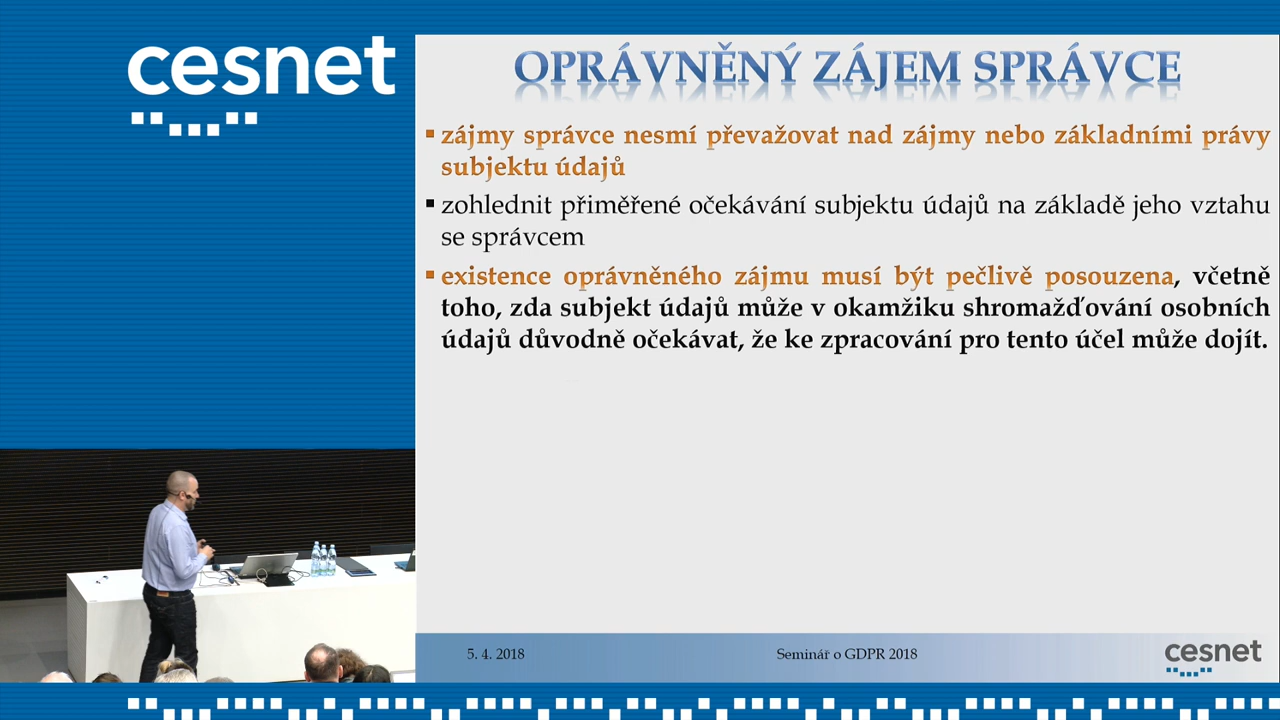 cesnet
OPRÁVNĚNÝ ZÁJEM SPRÁVCE
▪ zájmy správce nesmí převažovat nad zájmy nebo základními právy
subjektu údajů
▪ zohlednit přiměřené očekávání subjektu údajů na základě jeho vztahu
se správcem
▪ existence oprávněného zájmu musí být pečlivě posouzena, včetně
toho, zda subjekt údajů může v okamžiku shromažďování osobních
údajů důvodně očekávat, že ke zpracování pro tento účel může dojít.
5. 4. 2018
Seminář o GDPR 2018
cesnet